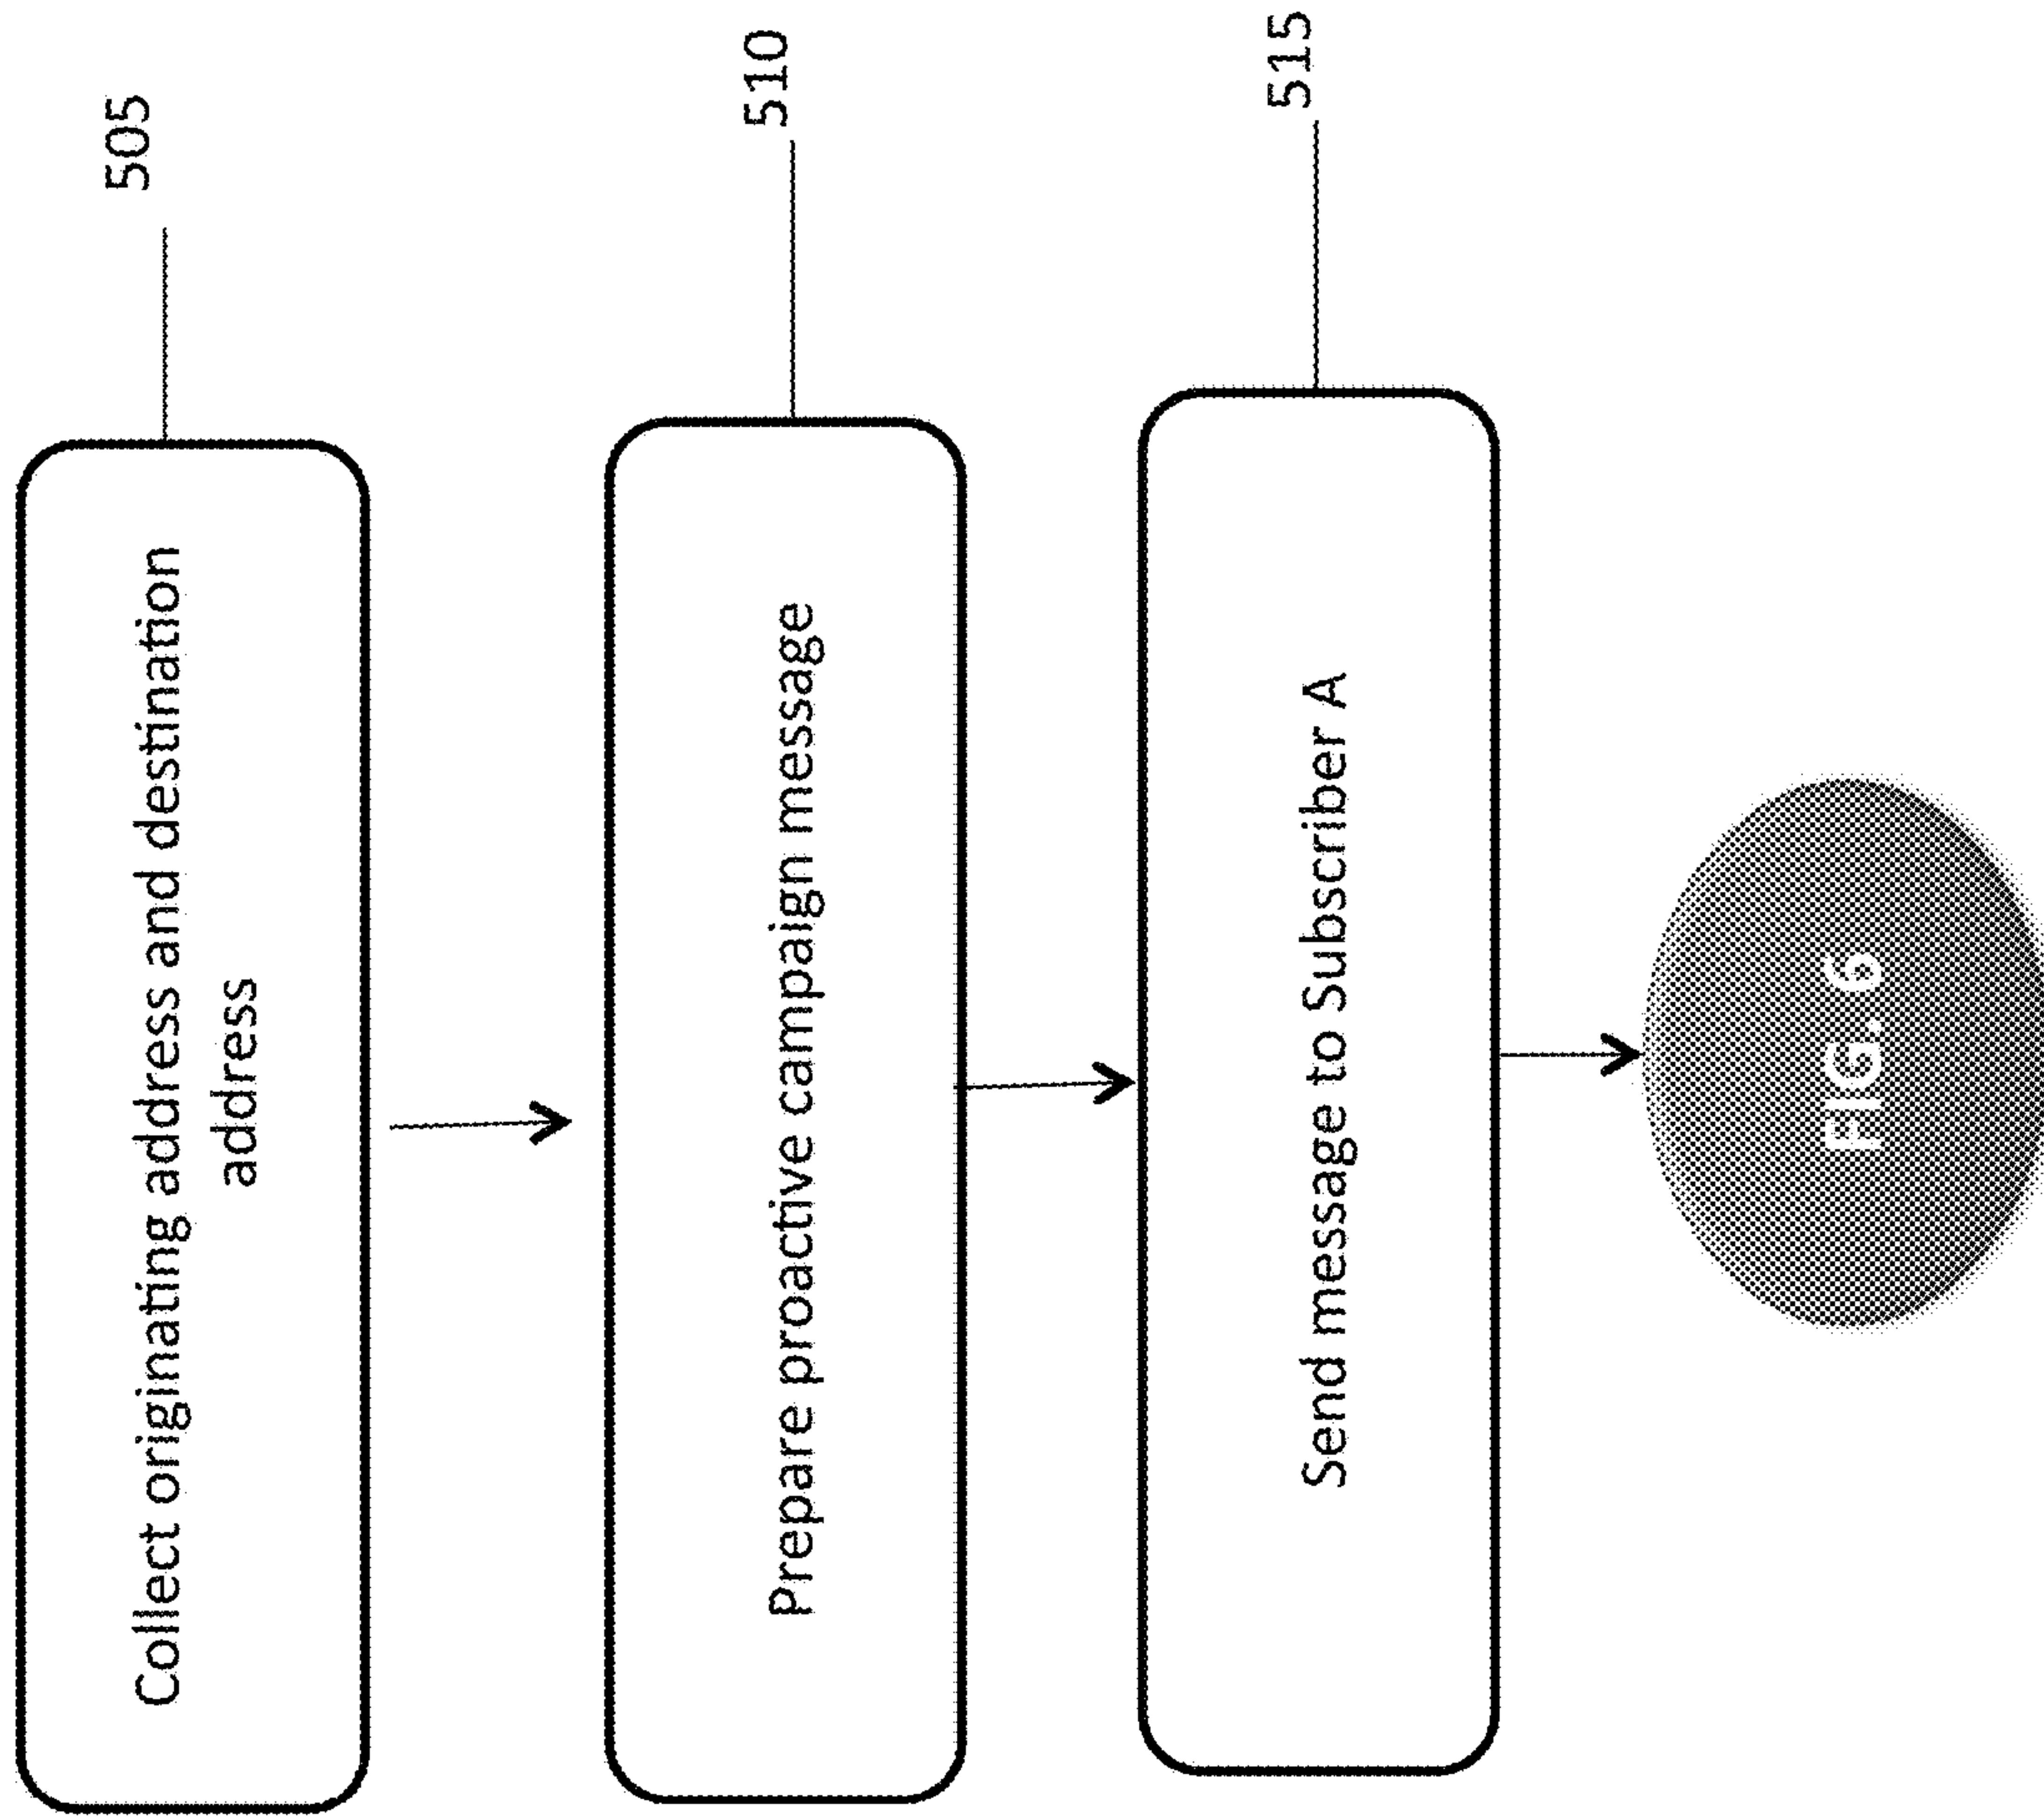 Collect originating address and destination
address
505
Prepare proactive campaign message
510
Send message to Subscriber A
515
FIG. 6